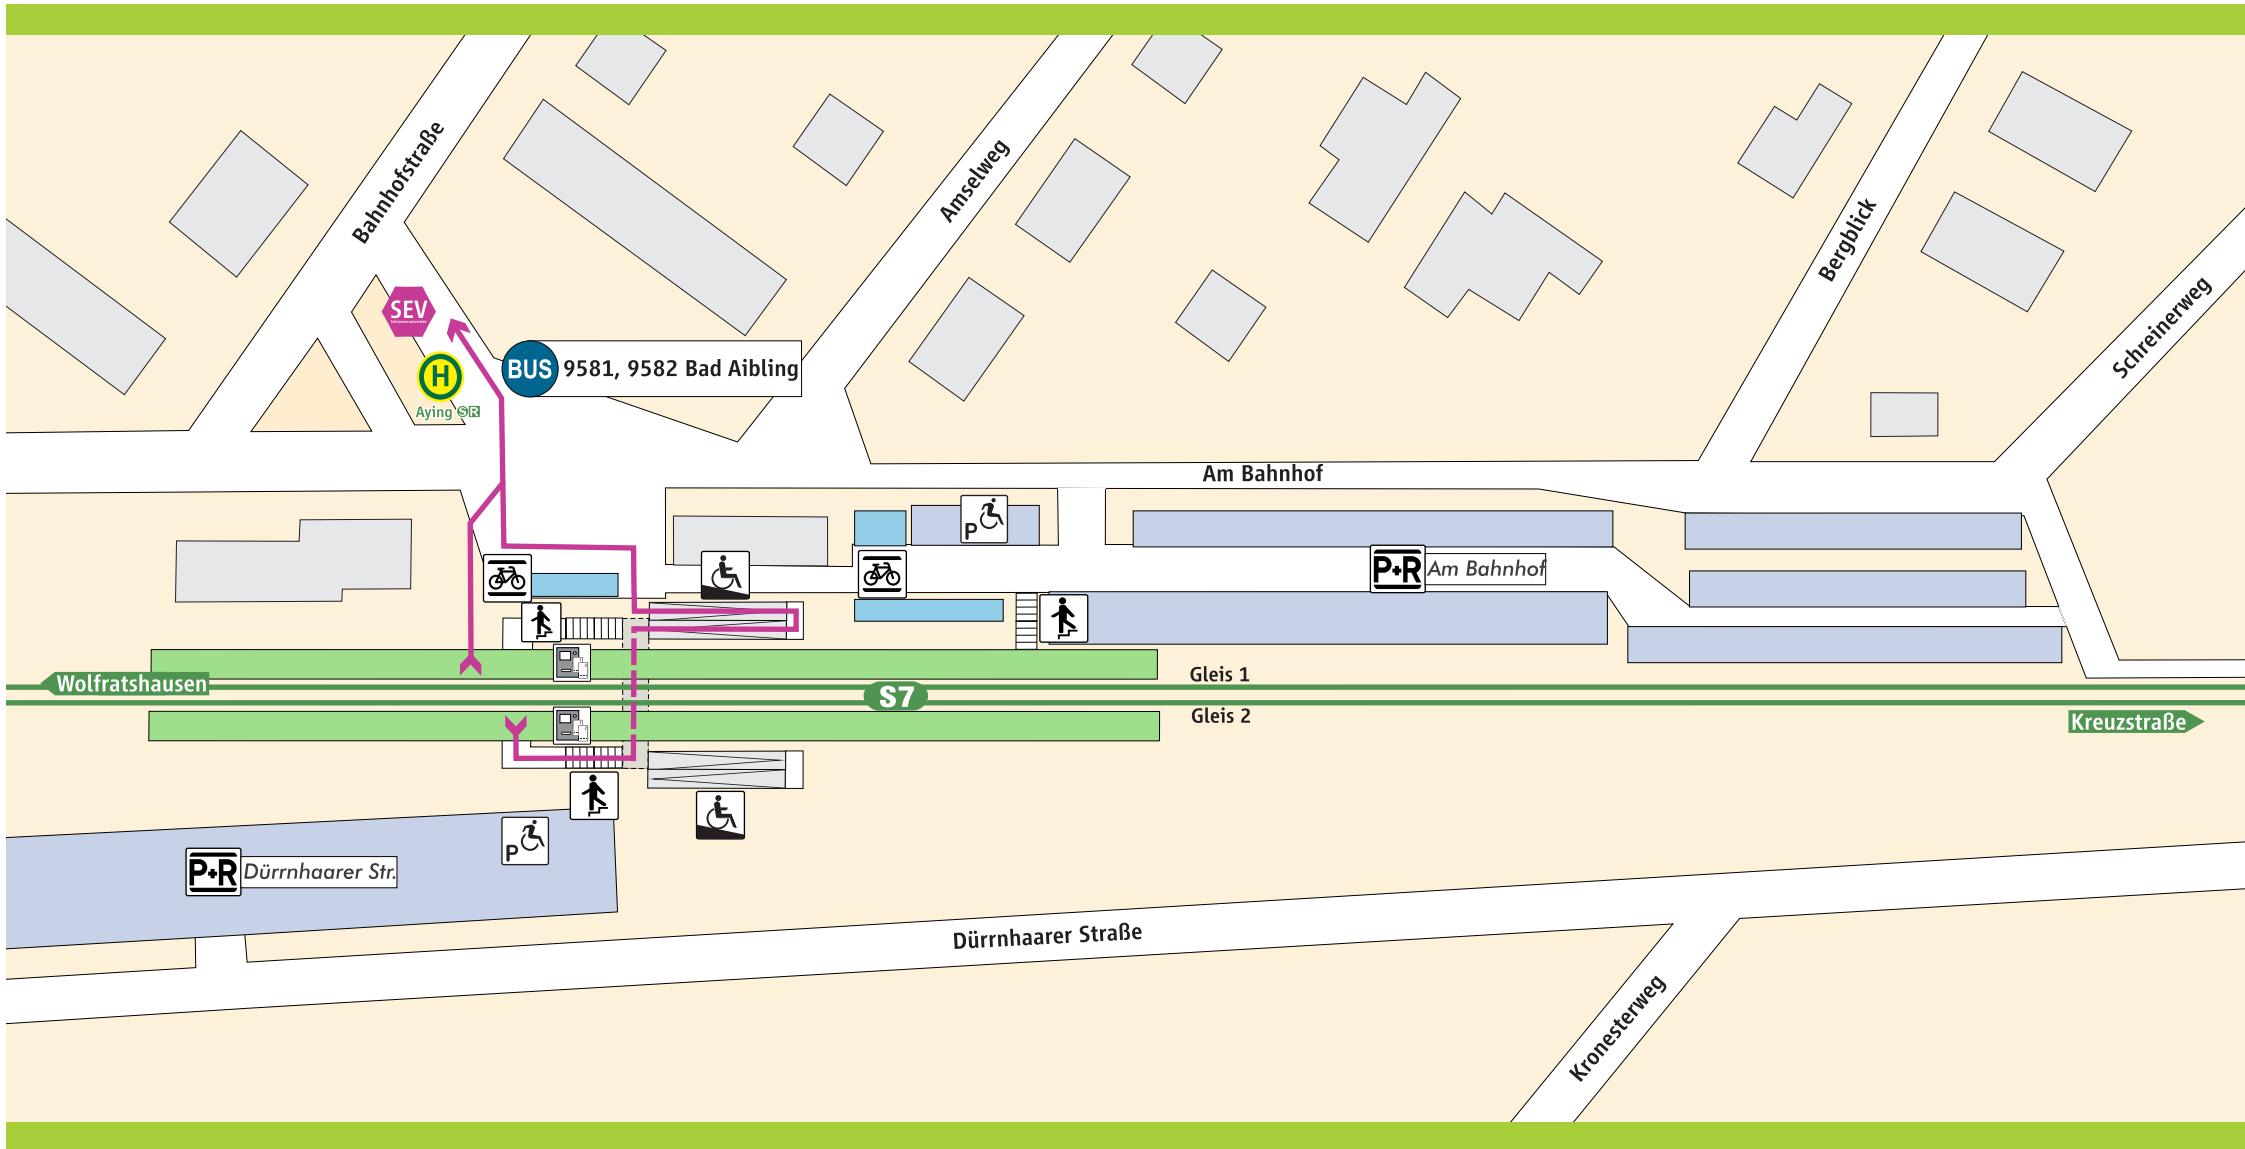 Bahnhofstraße
Amselweg
Bergblick
Schreinerweg
SEV
H
Aying SR
BUS 9581, 9582 Bad Aibling
Am Bahnhof
P
P+R Am Bahnhof
Wolfratshausen
Gleis 1
S7
Gleis 2
Kreuzstraße
P
P+R Dürrnhaarer Str.
Dürrnhaarer Straße
Kronesterweg